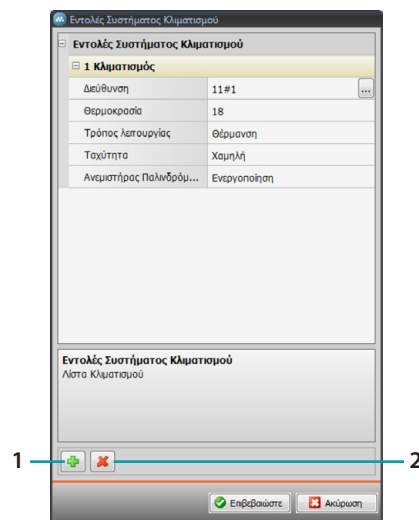 Εντολές Συστήματος Κλιματισμού
Εντολές Συστήματος Κλιματισμού
1 Κλιματισμός
Διεύθυνση 11#1 ...
Θερμοκρασία 18
Τρόπος λειτουργίας Θέρμανση
Ταχύτητα Χαμηλή
Ανεμιστήρας Παλινδρόμ... Ενεργοποίηση
Εντολές Συστήματος Κλιματισμού
Λίστα Κλιματισμού
1 2
Επιβεβαιώστε Ακύρωση